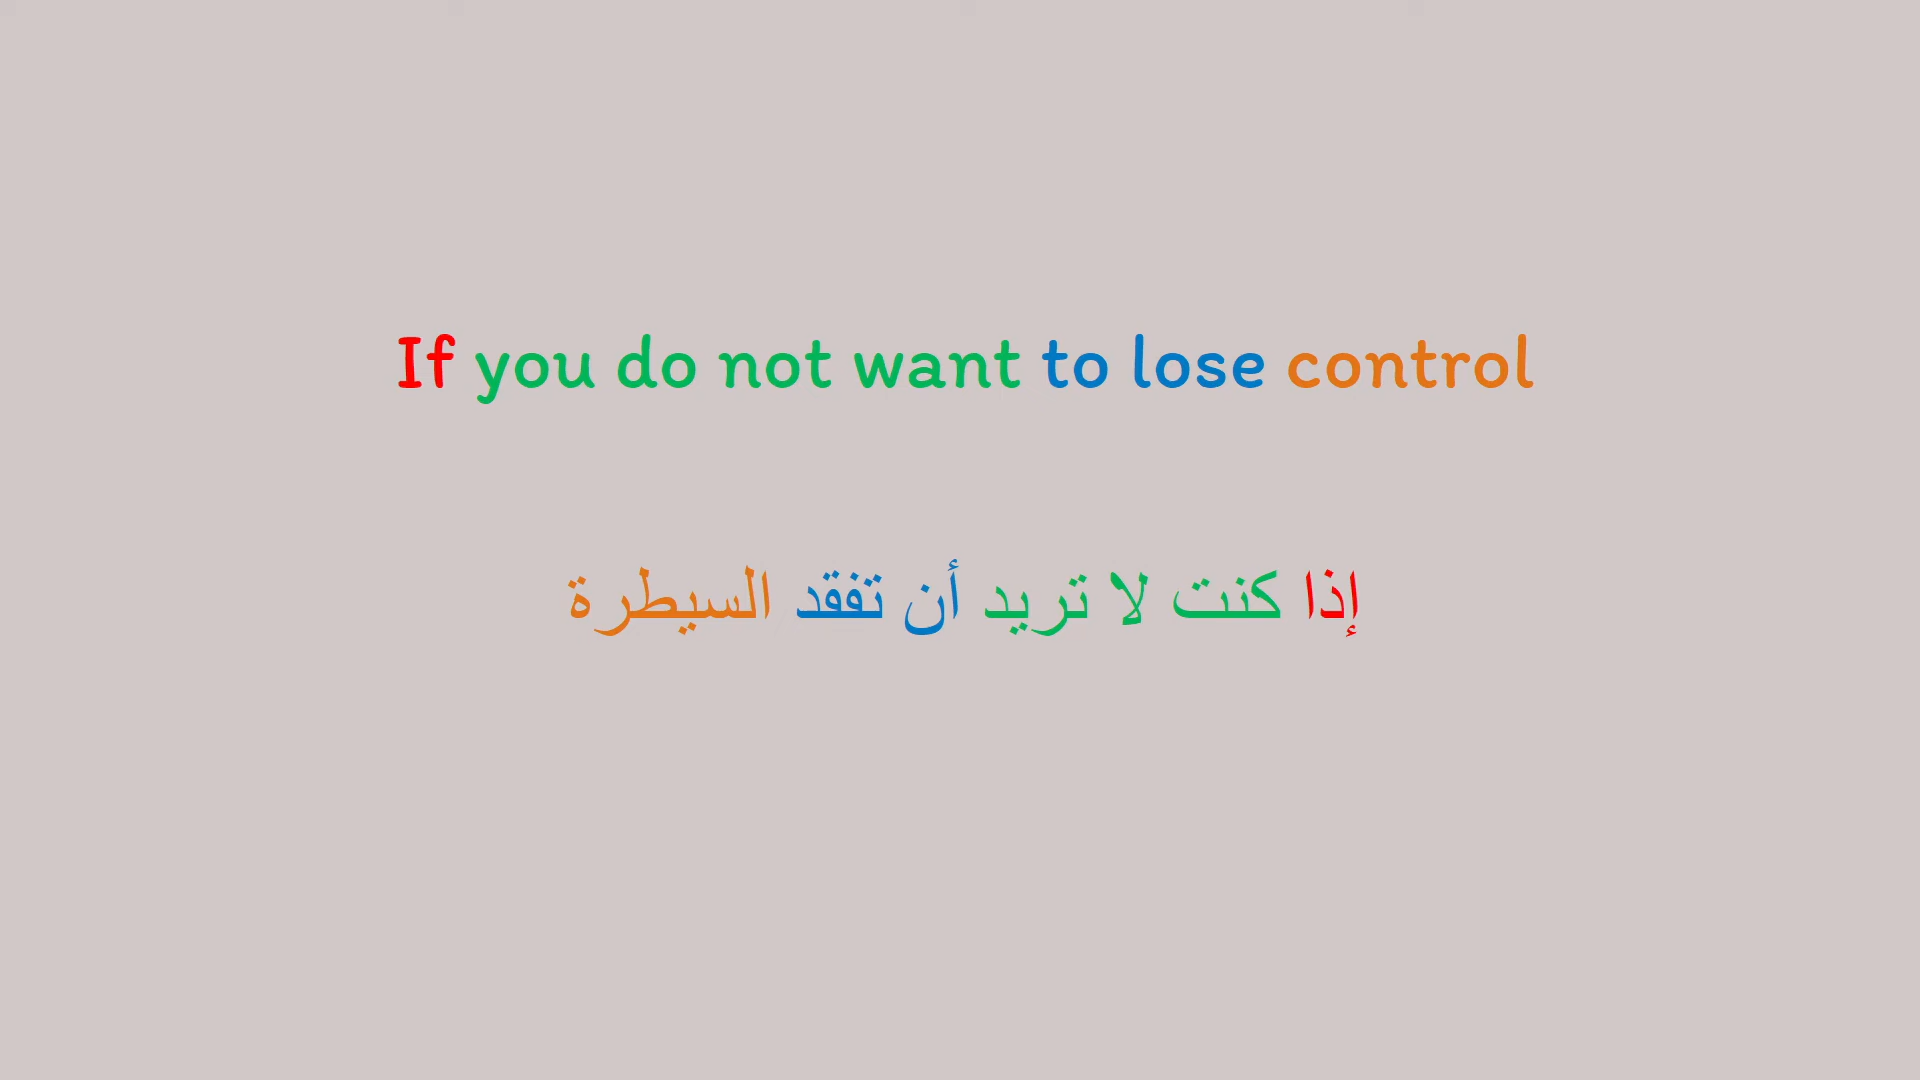 If you do not want to lose control
إذا كنت لا تريد أن تفقد السيطرة